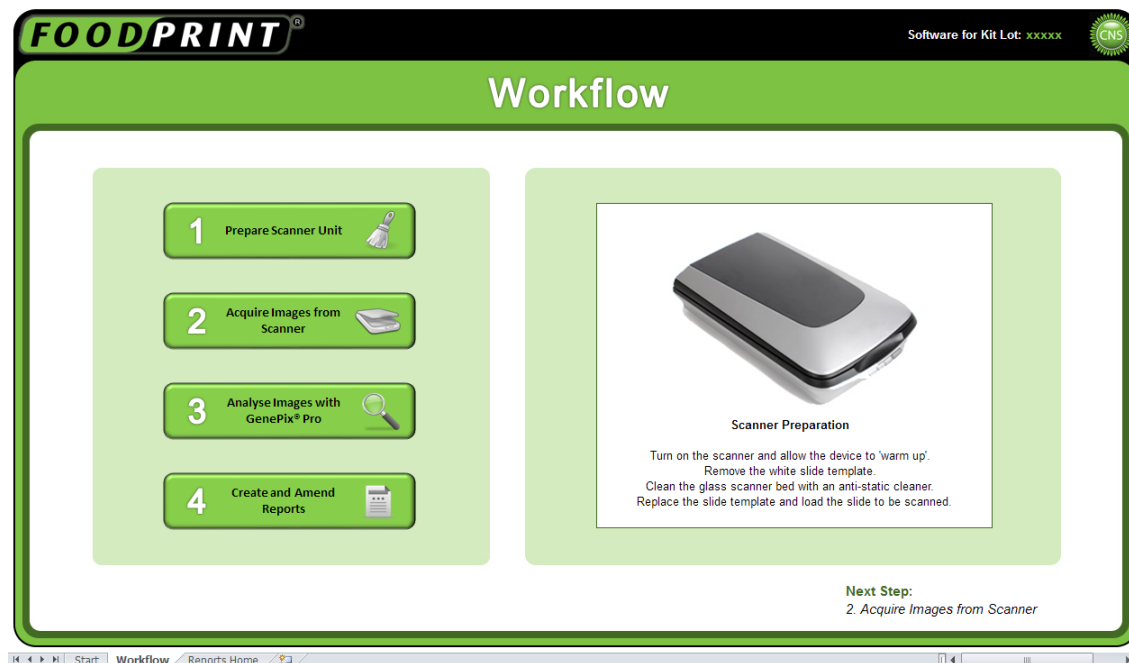 FOODPRINT®
Software for Kit Lot: xxxxx
CNS
Workflow
1
Prepare Scanner Unit
2
Acquire Images from
Scanner
3
Analyse Images with
GenePix® Pro
4
Create and Amend
Reports
Scanner Preparation
Turn on the scanner and allow the device to 'warm up'.
Remove the white slide template.
Clean the glass scanner bed with an anti-static cleaner.
Replace the slide template and load the slide to be scanned.
Next Step:
2. Acquire Images from Scanner
Start Workflow Reports Home